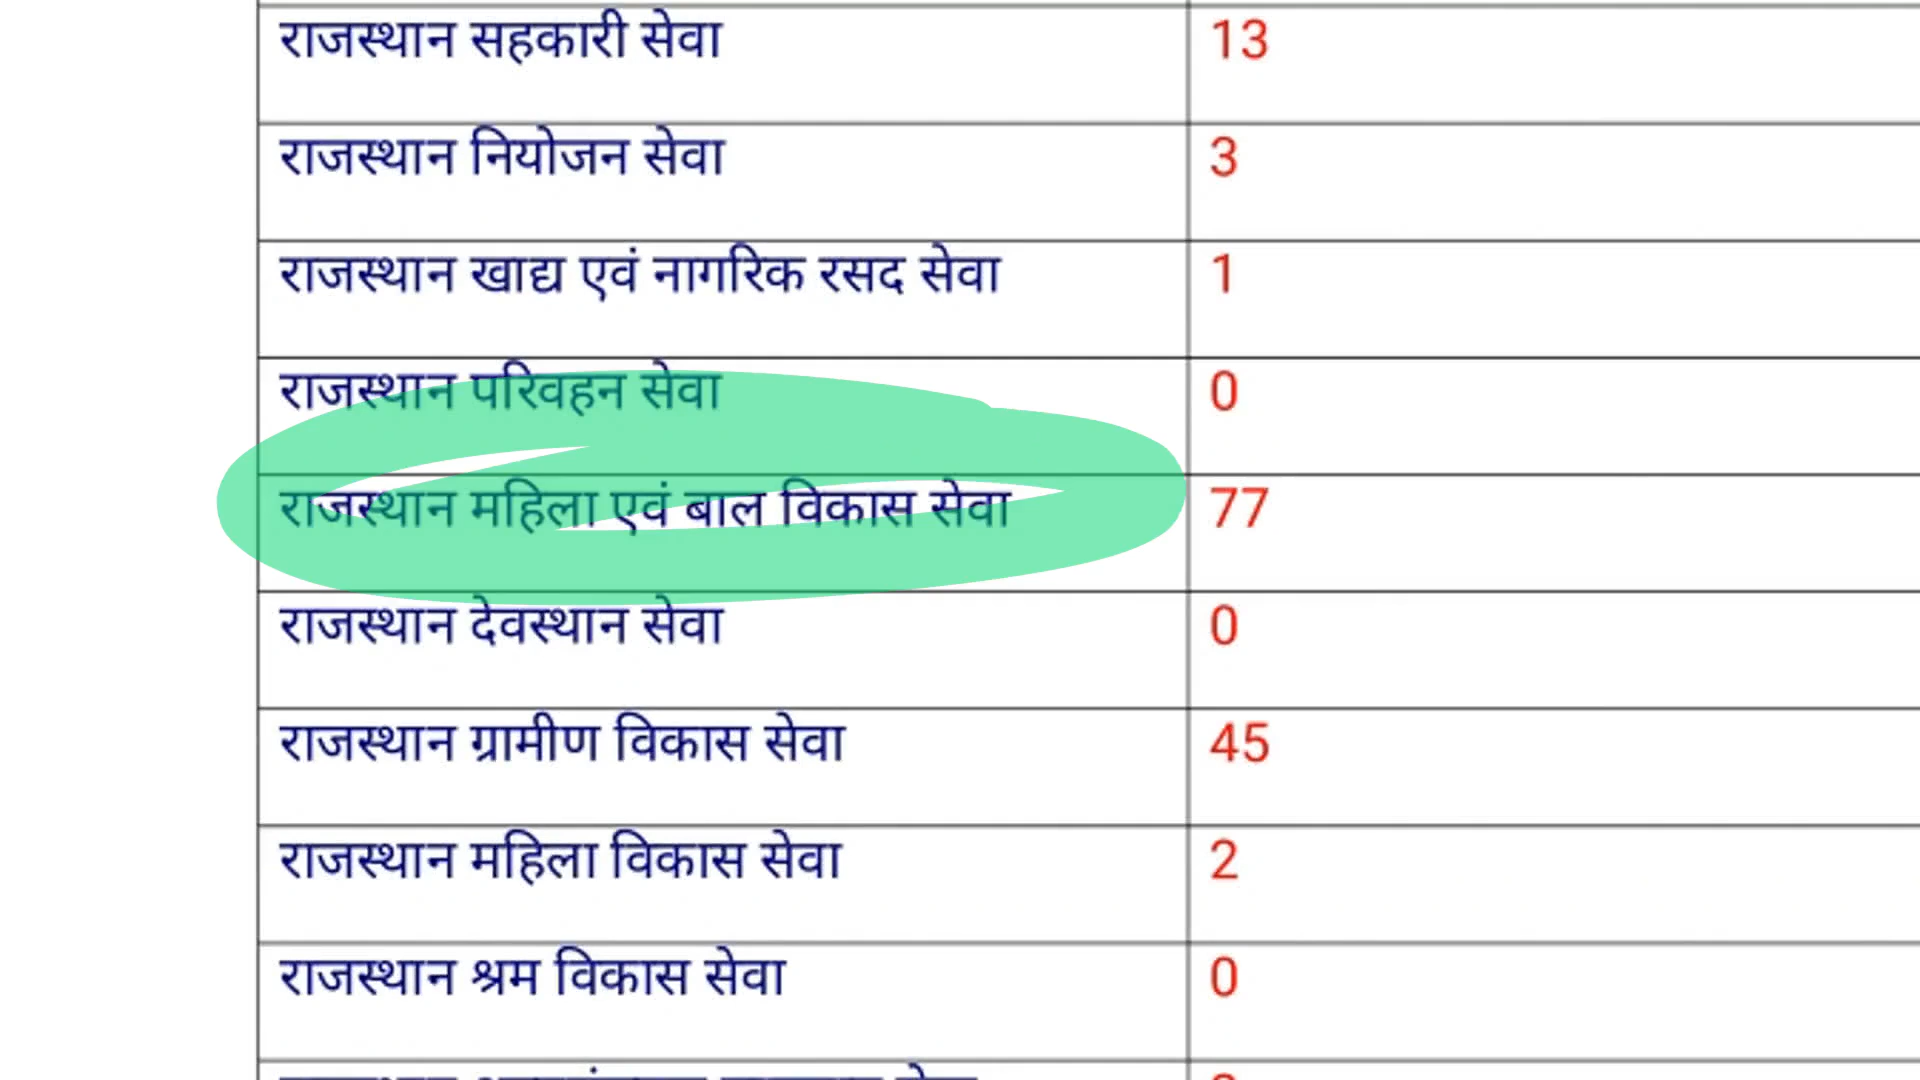 राजस्थान सहकारी सेवा 13
राजस्थान नियोजन सेवा 3
राजस्थान खाद्य एवं नागरिक रसद सेवा 1
राजस्थान परिवहन सेवा 0
राजस्थान महिला एवं बाल विकास सेवा 77
राजस्थान देवस्थान सेवा 0
राजस्थान ग्रामीण विकास सेवा 45
राजस्थान महिला विकास सेवा 2
राजस्थान श्रम विकास सेवा 0